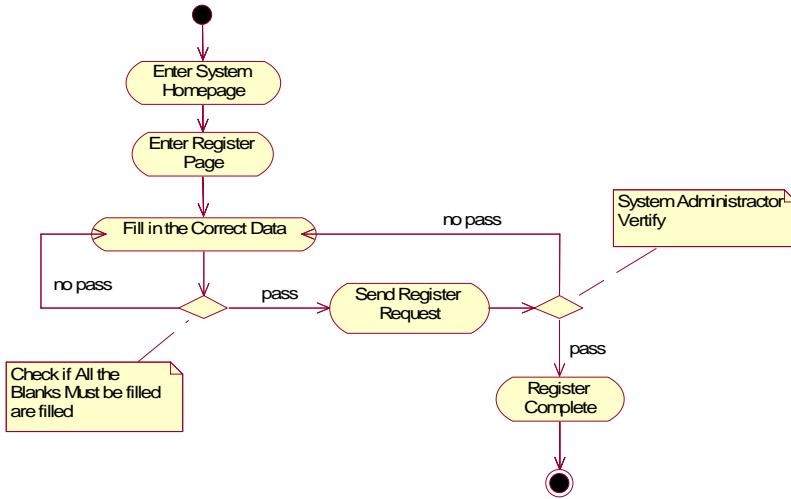 Enter System
Homepage
Enter Register
Page
Fill in the Correct Data
no pass
System Administractor
Vertify
no pass
pass
Send Register
Request
pass
Check if All the
Blanks Must be filled
are filled
Register
Complete